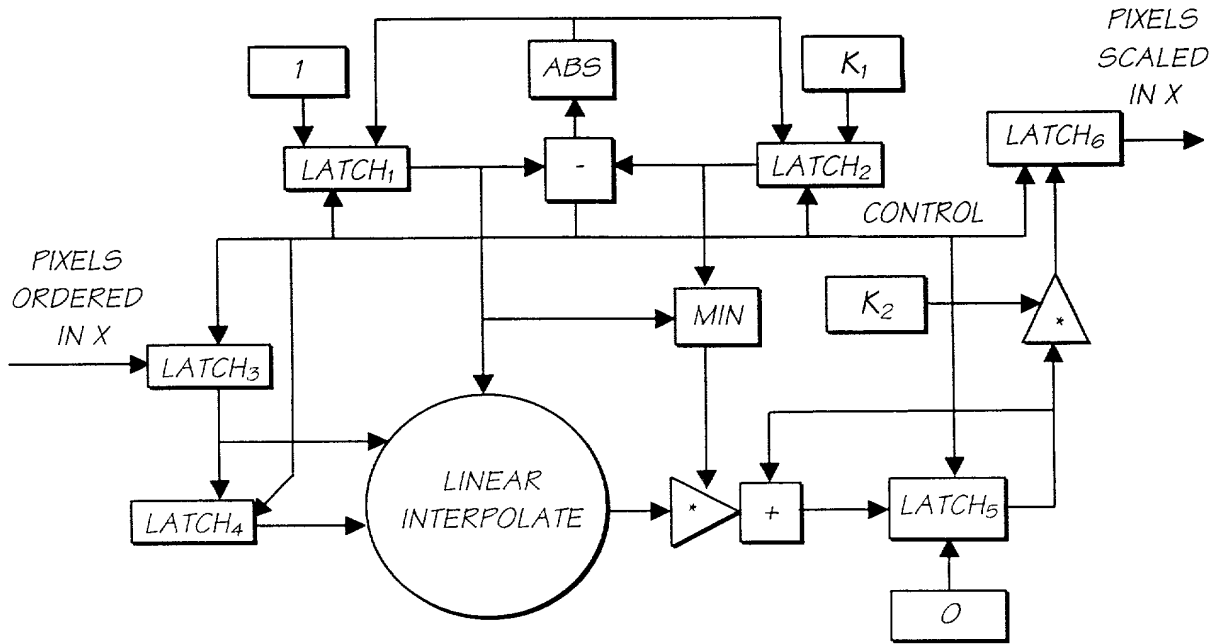 PIXELS
SCALED
IN X
1
ABS
K₁
LATCH₁
-
LATCH₂
LATCH₆
CONTROL
PIXELS
ORDERED
IN X
MIN
K₂
*
LATCH₃
LINEAR
INTERPOLATE
LATCH₄
*
+
LATCH₅
0